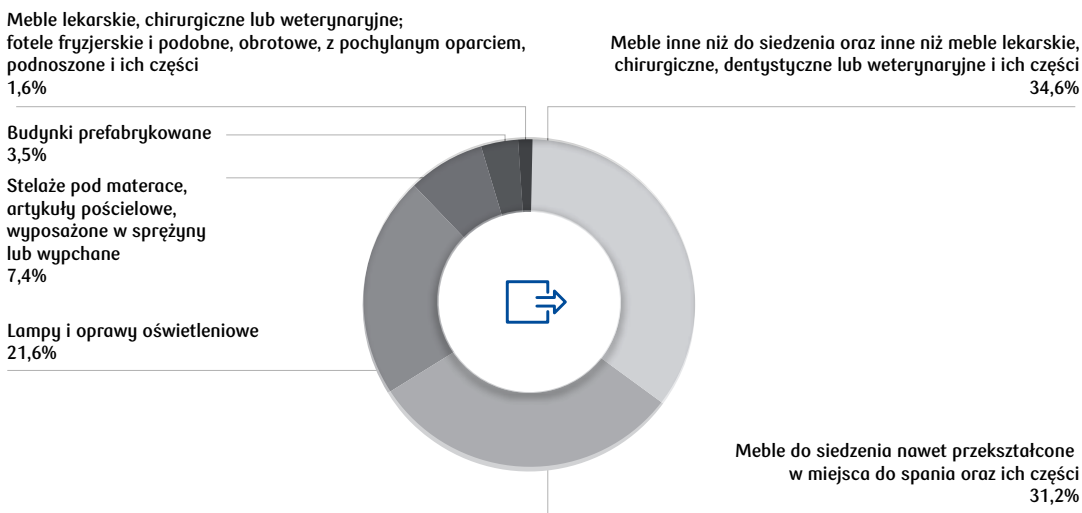 Meble lekarskie, chirurgiczne lub weterynaryjne;
fotele fryzjerskie i podobne, obrotowe, z pochylanym oparciem,
podnoszone i ich części
1,6%
Meble inne niż do siedzenia oraz inne niż meble lekarskie,
chirurgiczne, dentystyczne lub weterynaryjne i ich części
34,6%
Budynki prefabrykowane
3,5%
Stelaże pod materace,
artykuły pościelowe,
wyposażone w sprężyny
lub wypchane
7,4%
Lampy i oprawy oświetleniowe
21,6%
Meble do siedzenia nawet przekształcone
w miejsca do spania oraz ich części
31,2%